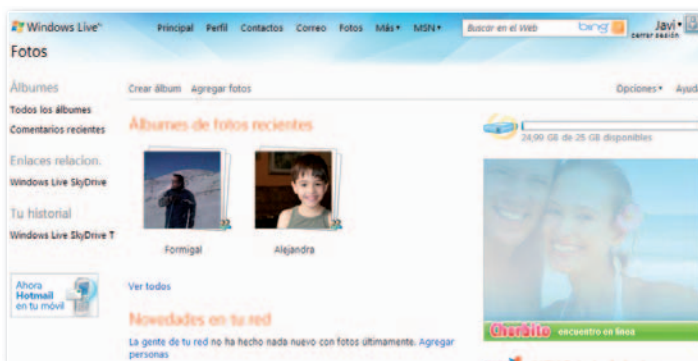 Windows Live™
Principal Perfil Contactos Correo Fotos Más MSN
Buscar en el Web bing
Javi
cerrar sesión
Fotos
Álbumes
Todos los álbumes
Comentarios recientes
Enlaces relacion.
Windows Live SkyDrive
Tu historial
Windows Live SkyDrive T
Ahora
Hotmail
en tu móvil
Crear álbum Agregar fotos
Opciones Ayuda
Álbumes de fotos recientes
Formigal
Alejandra
Ver todos
Novedades en tu red
La gente de tu red no ha hecho nada nuevo con fotos últimamente. Agregar
personas
24,99 GB de 25 GB disponibles
encuentro en línea